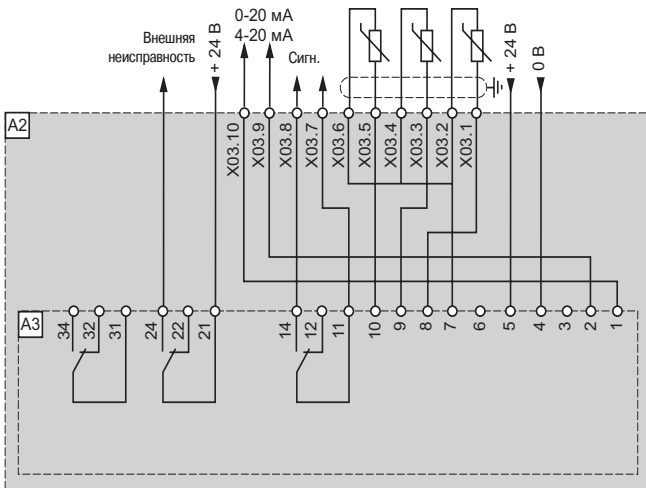 0-20 мА
4-20 мА
Внешняя
неисправность
+ 24 В
Сигн.
+ 24 В
0 В
A2
X03.10
X03.9
X03.8
X03.7
X03.6
X03.5
X03.4
X03.3
X03.2
X03.1
A3
34
32
31
24
22
21
14
12
11
10
9
8
7
6
5
4
3
2
1